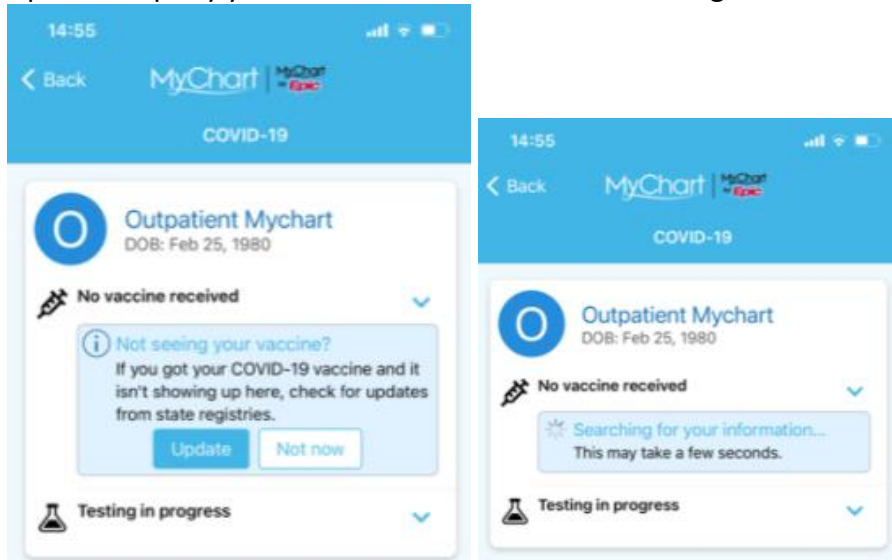 14:55
Back MyChart MyChart by Epic
COVID-19
O Outpatient Mychart
DOB: Feb 25, 1980
No vaccine received
Not seeing your vaccine?
If you got your COVID-19 vaccine and it
isn't showing up here, check for updates
from state registries.
Update Not now
Testing in progress
14:55
Back MyChart MyChart by Epic
COVID-19
O Outpatient Mychart
DOB: Feb 25, 1980
No vaccine received
Searching for your information...
This may take a few seconds.
Testing in progress